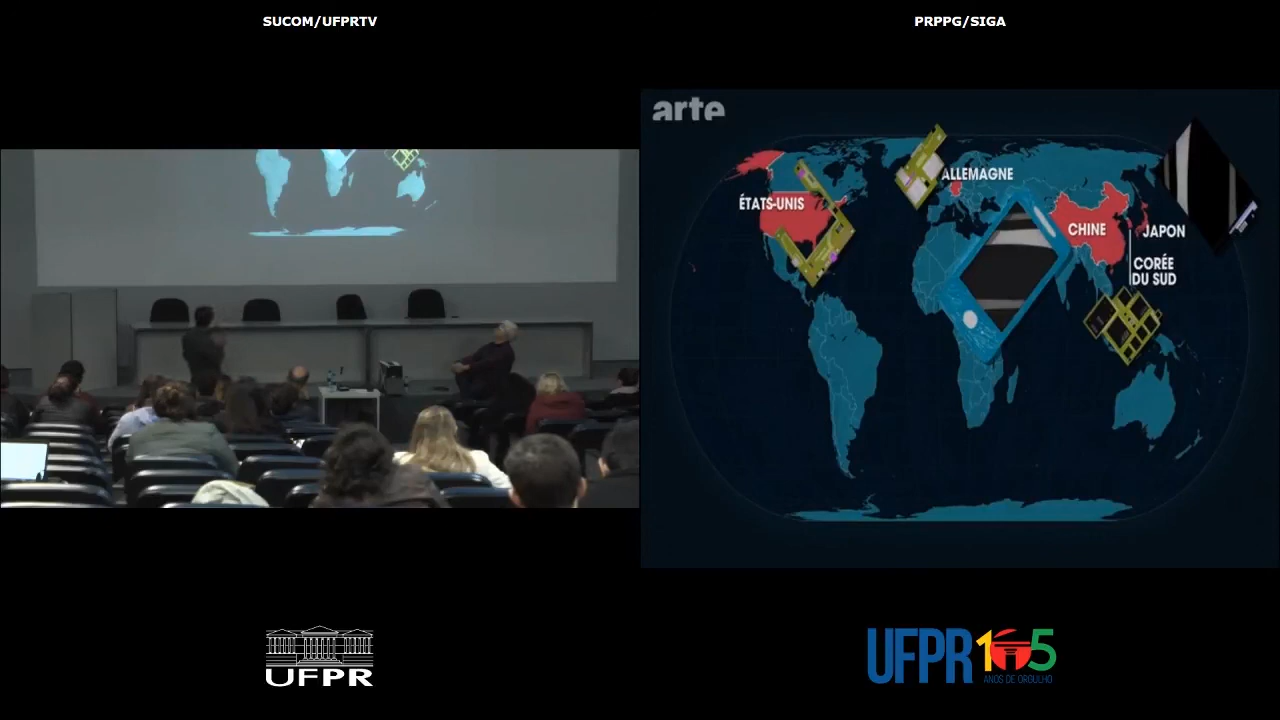 SUCOM/UFPRTV
PRPPG/SIGA
arte
ALLEMAGNE
ÉTATS-UNIS
CHINE
JAPON
CORÉE
DU SUD
UFPR
UFPR 105
ANOS DE ORGULHO